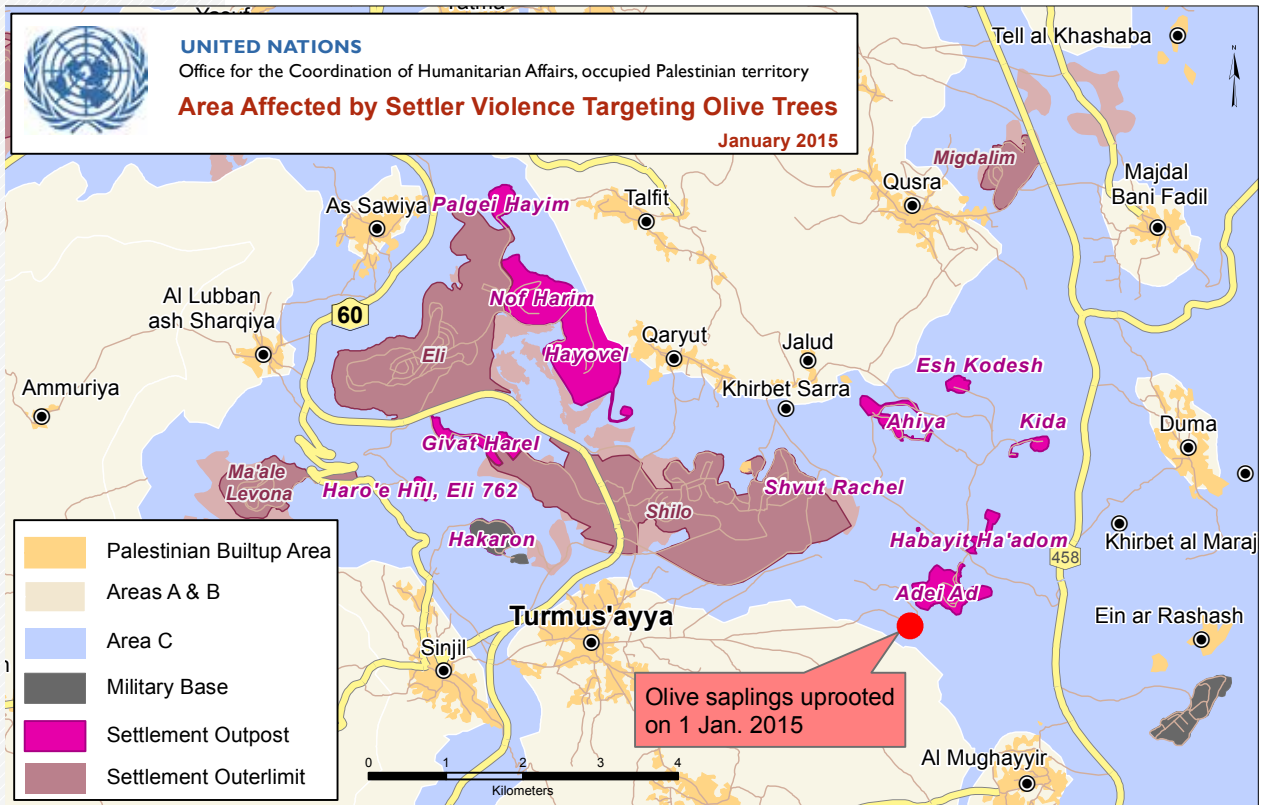 UNITED NATIONS
Office for the Coordination of Humanitarian Affairs, occupied Palestinian territory
Area Affected by Settler Violence Targeting Olive Trees
January 2015
N
Tell al Khashaba
Migdalim
Majdal
Bani Fadil
Qusra
Talfit
As Sawiya
Palgei Hayim
Al Lubban
ash Sharqiya
60
Nof Harim
Eli
Hayovel
Qaryut
Jalud
Khirbet Sarra
Esh Kodesh
Ammuriya
Ahiya
Kida
Duma
Givat Harel
Ma'ale
Levona
Haro'e Hill, Eli 762
Shilo
Shvut Rachel
Hakaron
Habayit Ha'adom
Khirbet al Maraj
458
Adei Ad
Ein ar Rashash
Turmus'ayya
Sinjil
Olive saplings uprooted
on 1 Jan. 2015
Al Mughayyir
Palestinian Builtup Area
Areas A & B
Area C
Military Base
Settlement Outpost
Settlement Outerlimit
0 1 2 3 4
Kilometers